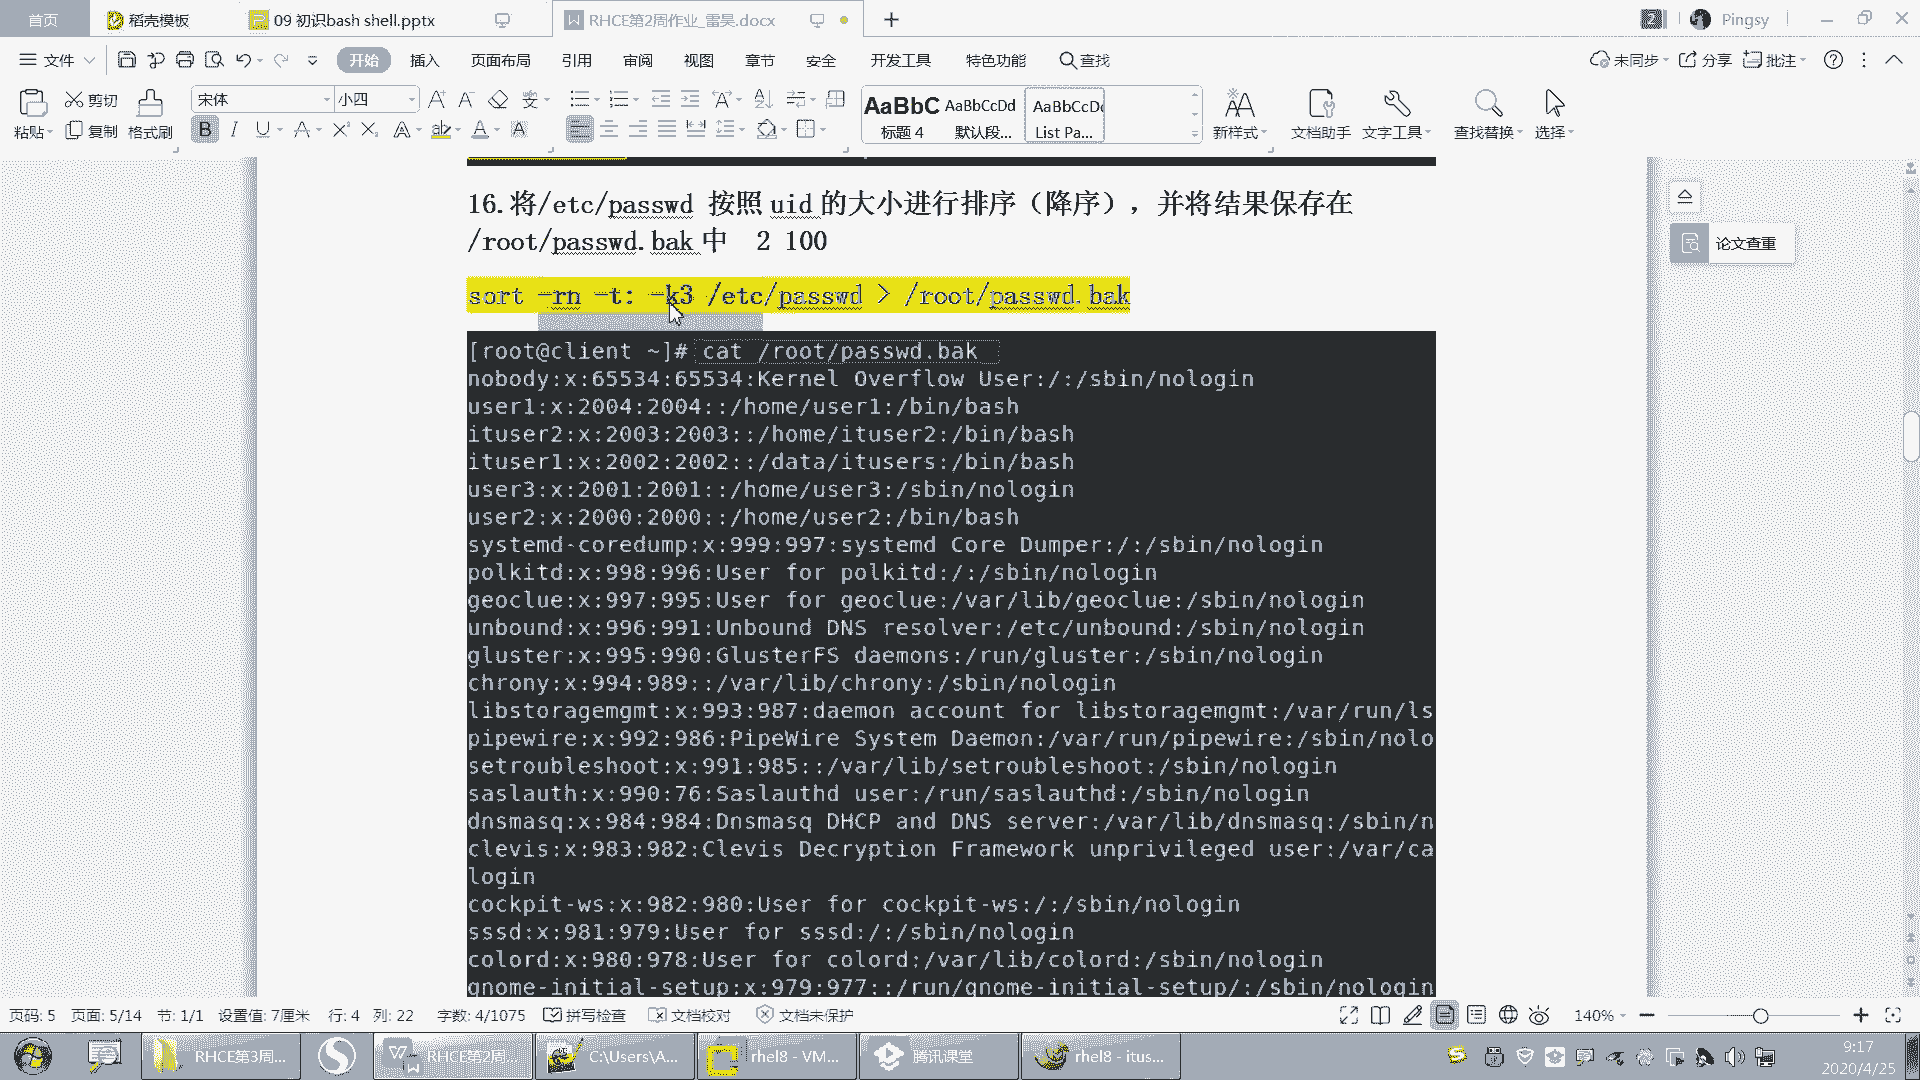 首页 稻壳模板 09 初识bash shell.pptx RHCE第2周作业_雷昊.docx Pingsy
文件 开始 插入 页面布局 引用 审阅 视图 章节 安全 开发工具 特色功能 查找 未同步 分享 批注
粘贴 剪切 复制 格式刷 宋体 小四 AaBbC 标题 4 AaBbCcDd 默认段... AaBbCcDd List Pa... 新样式 文档助手 文字工具 查找替换 选择
16.将/etc/passwd 按照uid的大小进行排序（降序），并将结果保存在
/root/passwd.bak中 2 100
论文查重
sort -rn -t: -k3 /etc/passwd > /root/passwd.bak
[root@client ~]# cat /root/passwd.bak
nobody:x:65534:65534:Kernel Overflow User:/:/sbin/nologin
user1:x:2004:2004::/home/user1:/bin/bash
ituser2:x:2003:2003::/home/ituser2:/bin/bash
ituser1:x:2002:2002::/data/itusers:/bin/bash
user3:x:2001:2001::/home/user3:/sbin/nologin
user2:x:2000:2000::/home/user2:/bin/bash
systemd-coredump:x:999:997:systemd Core Dumper:/:/sbin/nologin
polkitd:x:998:996:User for polkitd:/:/sbin/nologin
geoclue:x:997:995:User for geoclue:/var/lib/geoclue:/sbin/nologin
unbound:x:996:991:Unbound DNS resolver:/etc/unbound:/sbin/nologin
gluster:x:995:990:GlusterFS daemons:/run/gluster:/sbin/nologin
chrony:x:994:989::/var/lib/chrony:/sbin/nologin
libstoragemgmt:x:993:987:daemon account for libstoragemgmt:/var/run/ls
pipewire:x:992:986:PipeWire System Daemon:/var/run/pipewire:/sbin/nolo
setroubleshoot:x:991:985::/var/lib/setroubleshoot:/sbin/nologin
saslauth:x:990:76:Saslauthd user:/run/saslauthd:/sbin/nologin
dnsmasq:x:984:984:Dnsmasq DHCP and DNS server:/var/lib/dnsmasq:/sbin/n
clevis:x:983:982:Clevis Decryption Framework unprivileged user:/var/ca
login
cockpit-ws:x:982:980:User for cockpit-ws:/:/sbin/nologin
sssd:x:981:979:User for sssd:/:/sbin/nologin
colord:x:980:978:User for colord:/var/lib/colord:/sbin/nologin
gnome-initial-setup:x:979:977::/run/gnome-initial-setup/:/sbin/nologin
页码: 5 页面: 5/14 节: 1/1 设置值: 7厘米 行: 4 列: 22 字数: 4/1075 拼写检查 文档校对 文档未保护 140%
RHCE第3周... RHCE第2周... C:\Users\A... rhel8 - VM... 腾讯课堂 rhel8 - itus... 9:17
2020/4/25